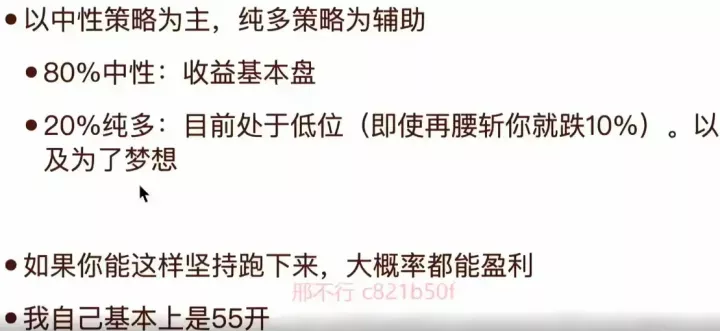 •以中性策略为主，纯多策略为辅助
•80%中性：收益基本盘
•20%纯多：目前处于低位（即使再腰斩你就跌10%）。以
及为了梦想
•如果你能这样坚持跑下来，大概率都能盈利
邢不行 c821b50f
•我自己基本上是55开